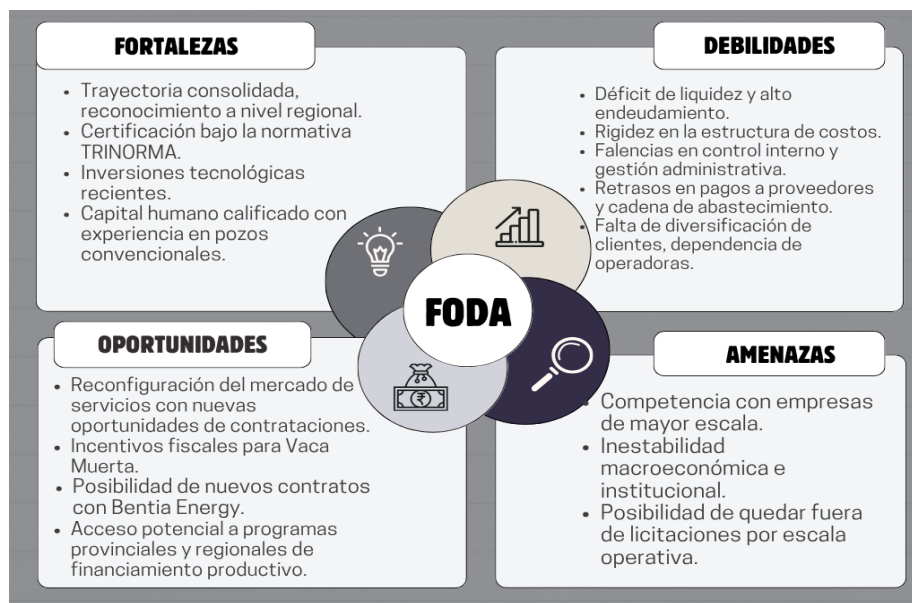 FORTALEZAS
• Trayectoria consolidada,
reconocimiento a nivel regional.
• Certificación bajo la normativa
TRINORMA.
• Inversiones tecnológicas
recientes.
• Capital humano calificado con
experiencia en pozos
convencionales.
DEBILIDADES
• Déficit de liquidez y alto
endeudamiento.
• Rigidez en la estructura de costos.
• Falencias en control interno y
gestión administrativa.
• Retrasos en pagos a proveedores
y cadena de abastecimiento.
• Falta de diversificación de
clientes, dependencia de
operadoras.
FODA
₹
OPORTUNIDADES
• Reconfiguración del mercado de
servicios con nuevas
oportunidades de contrataciones.
• Incentivos fiscales para Vaca
Muerta.
• Posibilidad de nuevos contratos
con Bentia Energy.
• Acceso potencial a programas
provinciales y regionales de
financiamiento productivo.
AMENAZAS
• Competencia con empresas
de mayor escala.
• Inestabilidad
macroeconómica e
institucional.
• Posibilidad de quedar fuera
de licitaciones por escala
operativa.